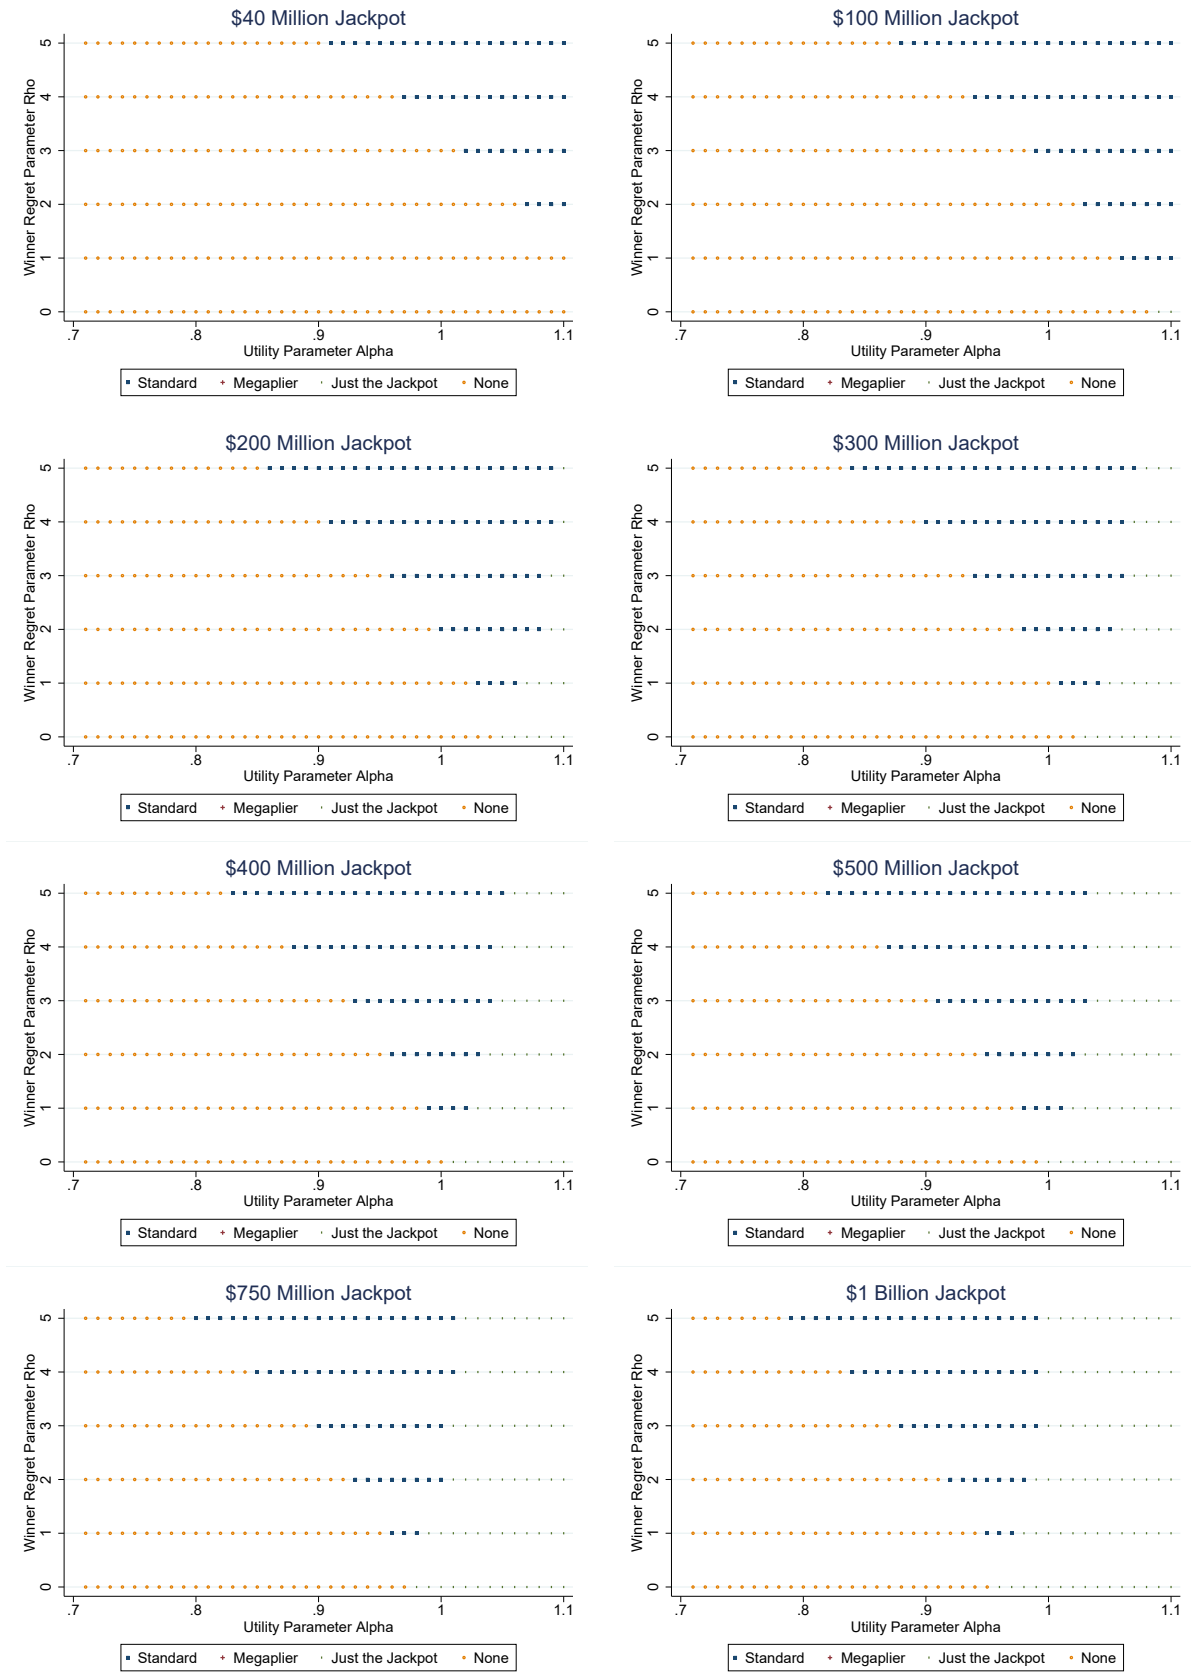 $40 Million Jackpot
Winner Regret Parameter Rho
5
4
3
2
1
0
.7 .8 .9 1 1.1
Utility Parameter Alpha
Standard Megaplier Just the Jackpot None
$100 Million Jackpot
Winner Regret Parameter Rho
5
4
3
2
1
0
.7 .8 .9 1 1.1
Utility Parameter Alpha
Standard Megaplier Just the Jackpot None
$200 Million Jackpot
Winner Regret Parameter Rho
5
4
3
2
1
0
.7 .8 .9 1 1.1
Utility Parameter Alpha
Standard Megaplier Just the Jackpot None
$300 Million Jackpot
Winner Regret Parameter Rho
5
4
3
2
1
0
.7 .8 .9 1 1.1
Utility Parameter Alpha
Standard Megaplier Just the Jackpot None
$400 Million Jackpot
Winner Regret Parameter Rho
5
4
3
2
1
0
.7 .8 .9 1 1.1
Utility Parameter Alpha
Standard Megaplier Just the Jackpot None
$500 Million Jackpot
Winner Regret Parameter Rho
5
4
3
2
1
0
.7 .8 .9 1 1.1
Utility Parameter Alpha
Standard Megaplier Just the Jackpot None
$750 Million Jackpot
Winner Regret Parameter Rho
5
4
3
2
1
0
.7 .8 .9 1 1.1
Utility Parameter Alpha
Standard Megaplier Just the Jackpot None
$1 Billion Jackpot
Winner Regret Parameter Rho
5
4
3
2
1
0
.7 .8 .9 1 1.1
Utility Parameter Alpha
Standard Megaplier Just the Jackpot None